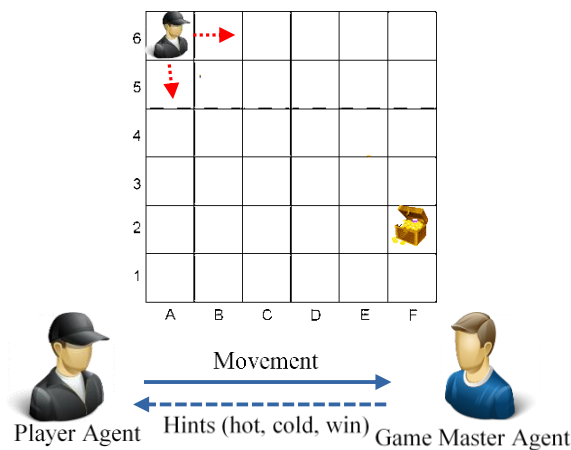 6
5
4
3
2
1
A B C D E F
Movement
Hints (hot, cold, win)
Player Agent
Game Master Agent